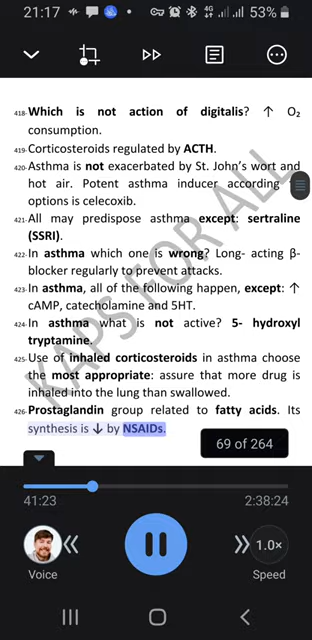 21:17 53%
418- Which is not action of digitalis? ↑ O₂
consumption.
419- Corticosteroids regulated by ACTH.
420- Asthma is not exacerbated by St. John's wort and
hot air. Potent asthma inducer according
options is celecoxib.
421- All may predispose asthma except: sertraline
(SSRI).
422- In asthma which one is wrong? Long- acting β-
blocker regularly to prevent attacks.
423- In asthma, all of the following happen, except: ↑
cAMP, catecholamine and 5HT.
424- In asthma what is not active? 5- hydroxyl
tryptamine.
425- Use of inhaled corticosteroids in asthma choose
the most appropriate: assure that more drug is
inhaled into the lung than swallowed.
426- Prostaglandin group related to fatty acids. Its
synthesis is ↓ by NSAIDs.
KAPS FOR ALL
69 of 264
41:23 2:38:24
1.0×
Voice Speed